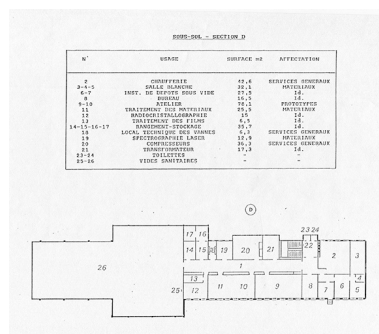 SOUS-SOL - SECTION D
N° USAGE SURFACE m2 AFFECTATION
2 CHAUFFERIE 42,6 SERVICES GENERAUX
3-4-5 SALLE BLANCHE 32,1 MATERIAUX
6-7 INST. DE DEPOTS SOUS VIDE 27,5 Id.
8 BUREAU 16,5 Id.
9-10 ATELIER 78,1 PROTOTYPES
11 TRAITEMENT DES MATERIAUX 25,5 MATERIAUX
12 RADIOCRISTALLOGRAPHIE 15 Id.
13 TRAITEMENT DES FILMS 6,5 Id.
14-15-16-17 RANGEMENT-STOCKAGE 39,7 Id.
18 LOCAL TECHNIQUE DES VANNES 6,3 SERVICES GENERAUX
19 SPECTROGRAPHIE LASER 12,9 MATERIAUX
20 COMPRESSEURS 36,3 SERVICES GENERAUX
21 TRANSFORMATEUR 17,3 Id.
23-24 TOILETTES - -
25-26 VIDES SANITAIRES - -
D
17 16 23 24
14 15 19 20 21 22 2 3
1
26
13 4
25 12 11 10 9 8 7 6 5